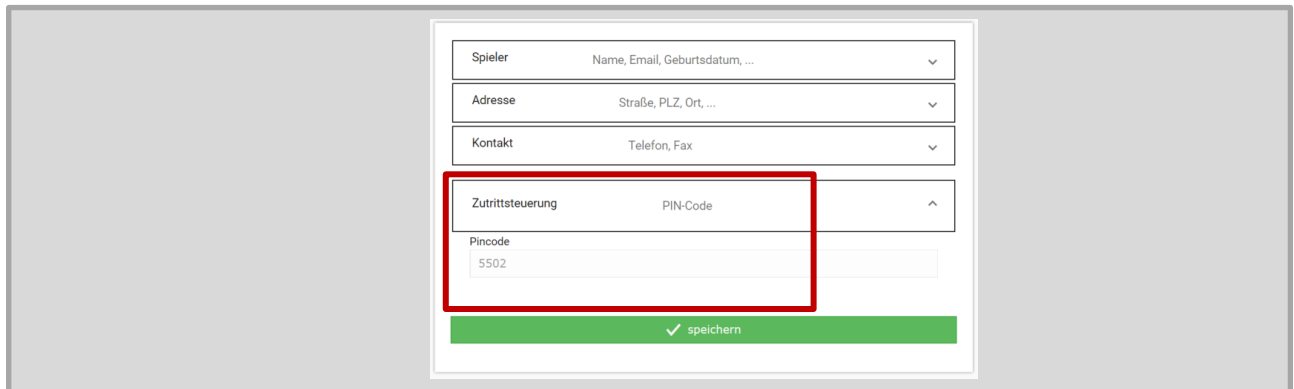 Spieler Name, Email, Geburtsdatum, ...
Adresse Straße, PLZ, Ort, ...
Kontakt Telefon, Fax
Zutrittsteuerung PIN-Code
Pincode
5502
speichern